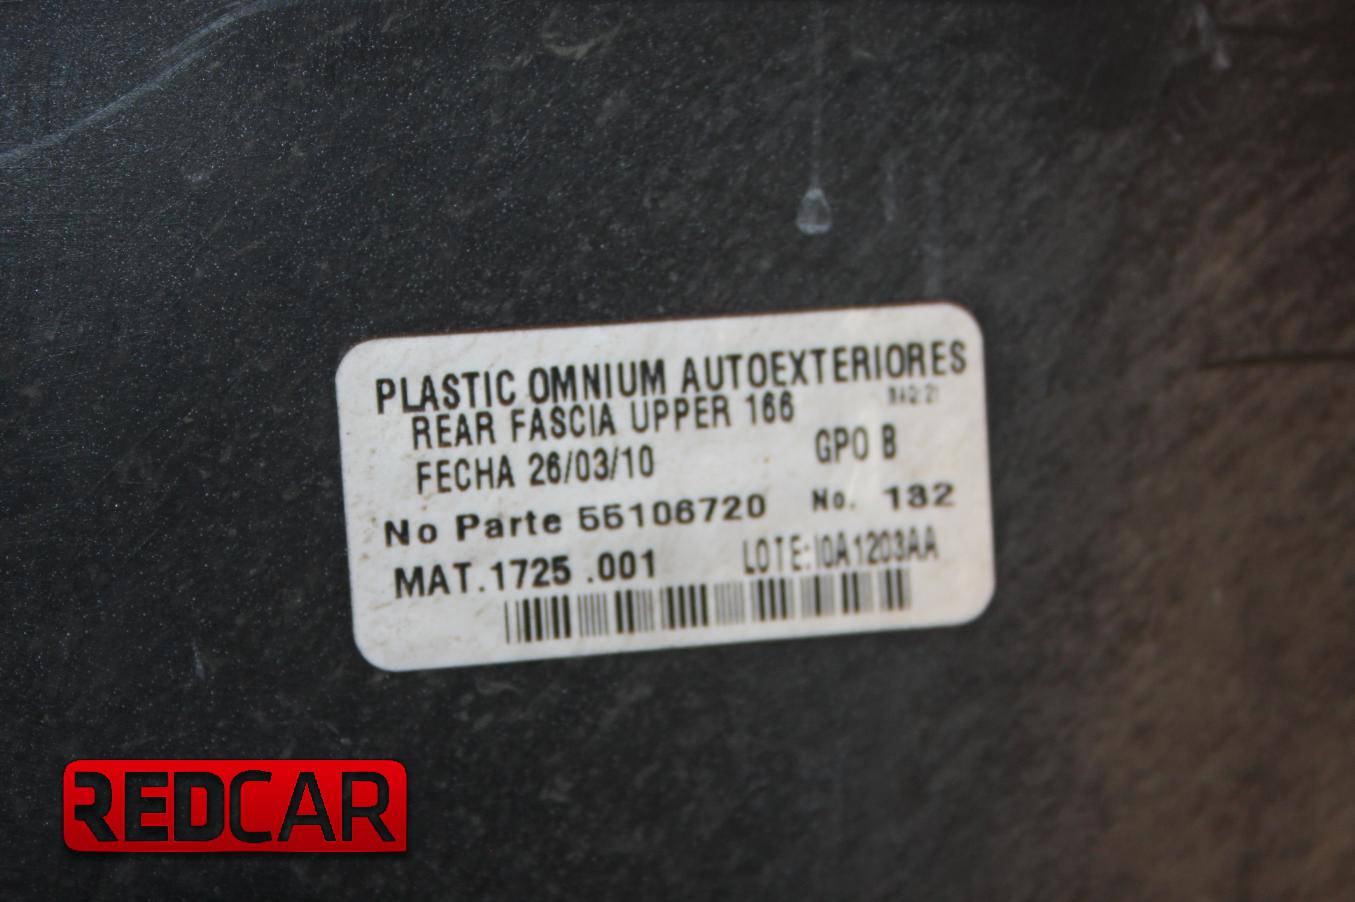 PLASTIC OMNIUM AUTOEXTERIORES
REAR FASCIA UPPER 166
FECHA 26/03/10 GPO B
No Parte 55106720 No. 132
MAT.1725 .001 LOTE:I0A1203AA
REDCAR